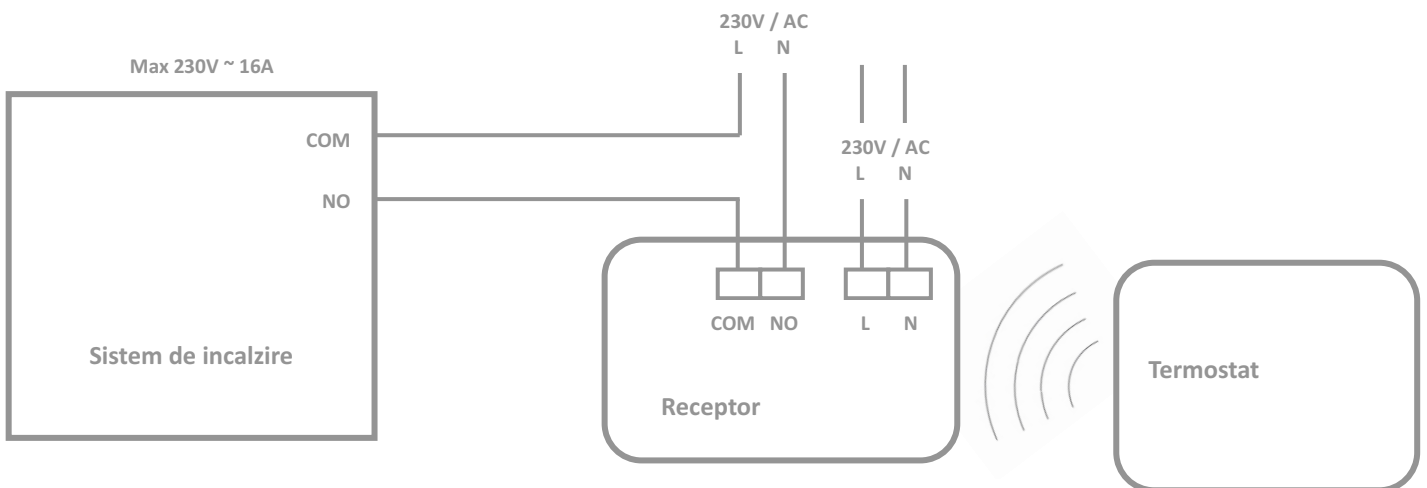 230V / AC
L N
Max 230V ~ 16A
COM
230V / AC
L N
NO
COM NO L N
Sistem de incalzire
Termostat
Receptor